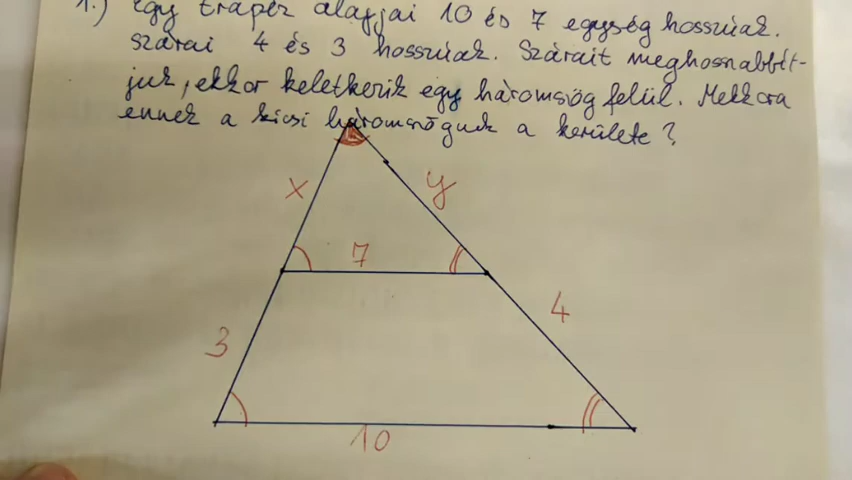 1.) Egy trapéz alapjai 10 és 7 egység hosszúak.
szárai 4 és 3 hosszúak. Szárait meghosszabbít-
juk, ekkor keletkezik egy háromszög felül. Mekkora
ennek a kicsi háromszögnek a kerülete?
x
y
7
3
4
10